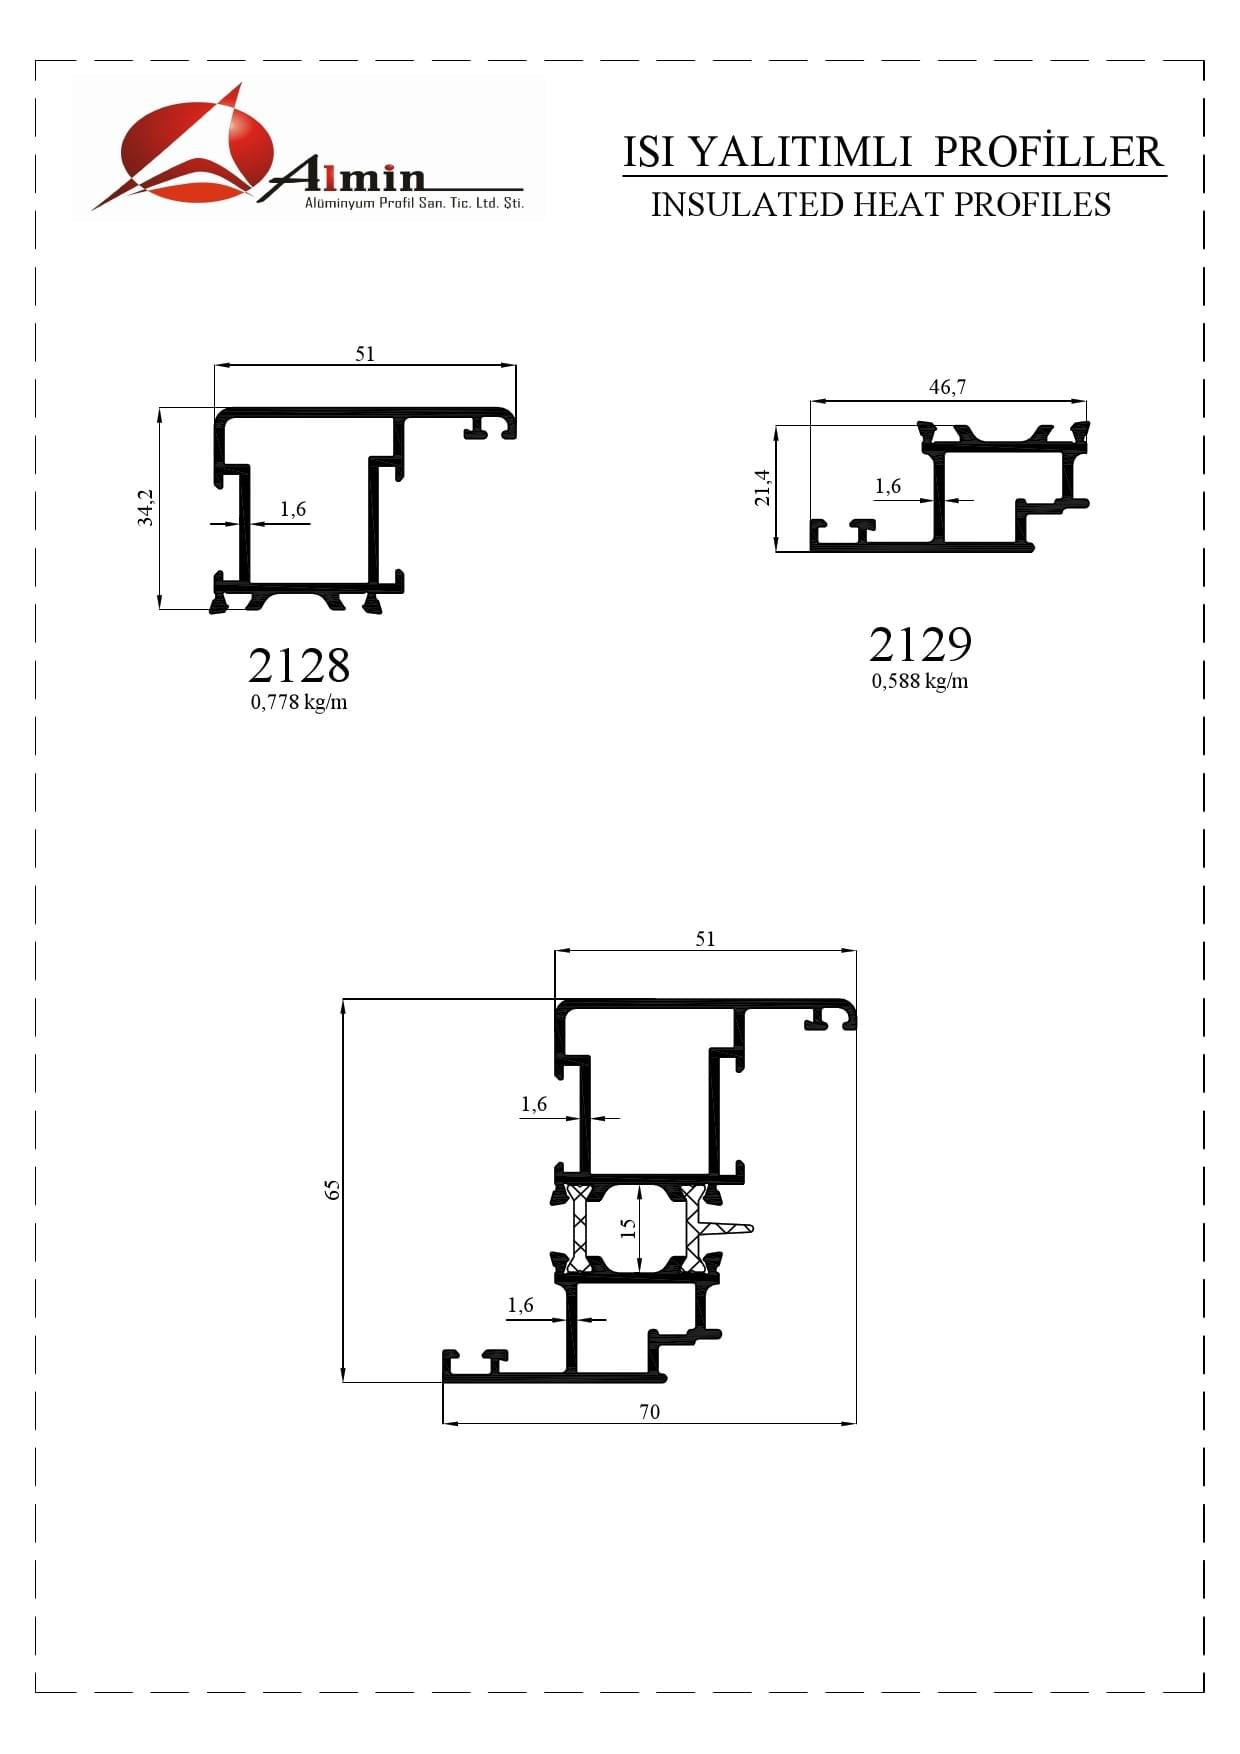 Almin
Alüminyum Profil San. Tic. Ltd. Şti.
ISI YALITIMLI PROFİLLER
INSULATED HEAT PROFILES
51
34,2
1,6
2128
0,778 kg/m
46,7
21,4
1,6
2129
0,588 kg/m
51
1,6
65
15
1,6
70